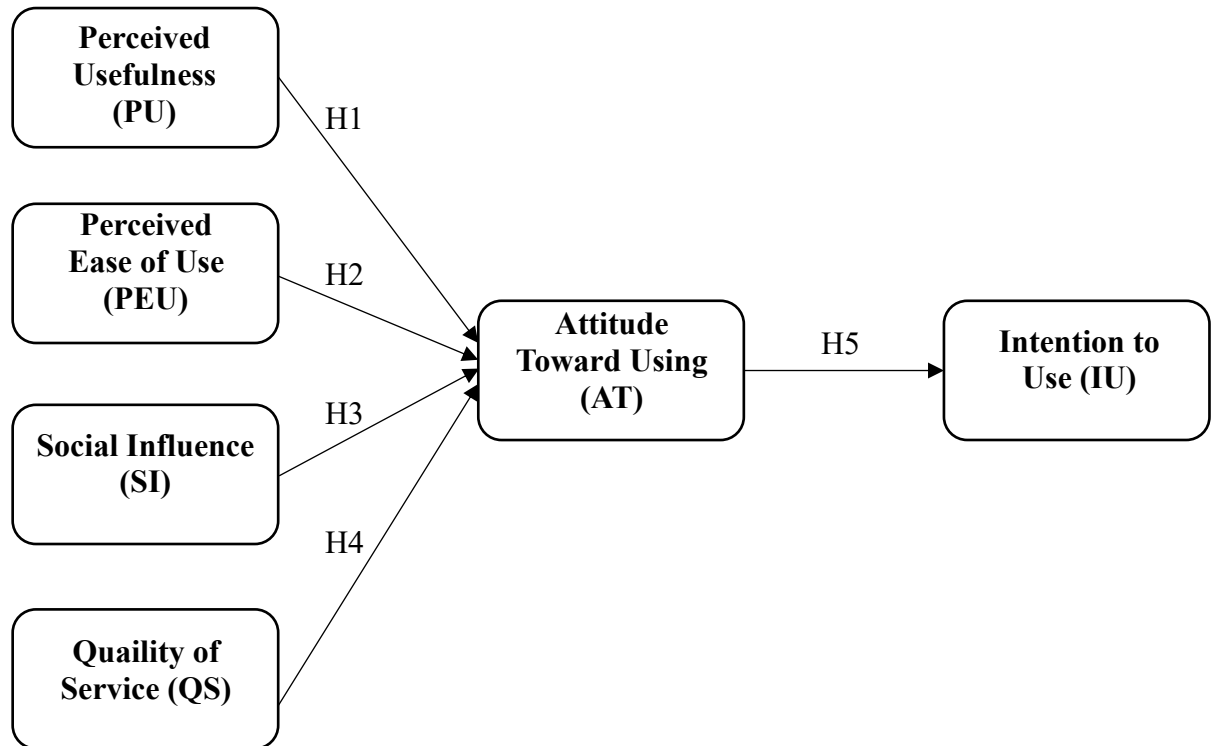 Perceived
Usefulness
(PU)
H1
Perceived
Ease of Use
(PEU)
H2
Attitude
Toward Using
(AT)
H5
Intention to
Use (IU)
H3
Social Influence
(SI)
H4
Quaility of
Service (QS)